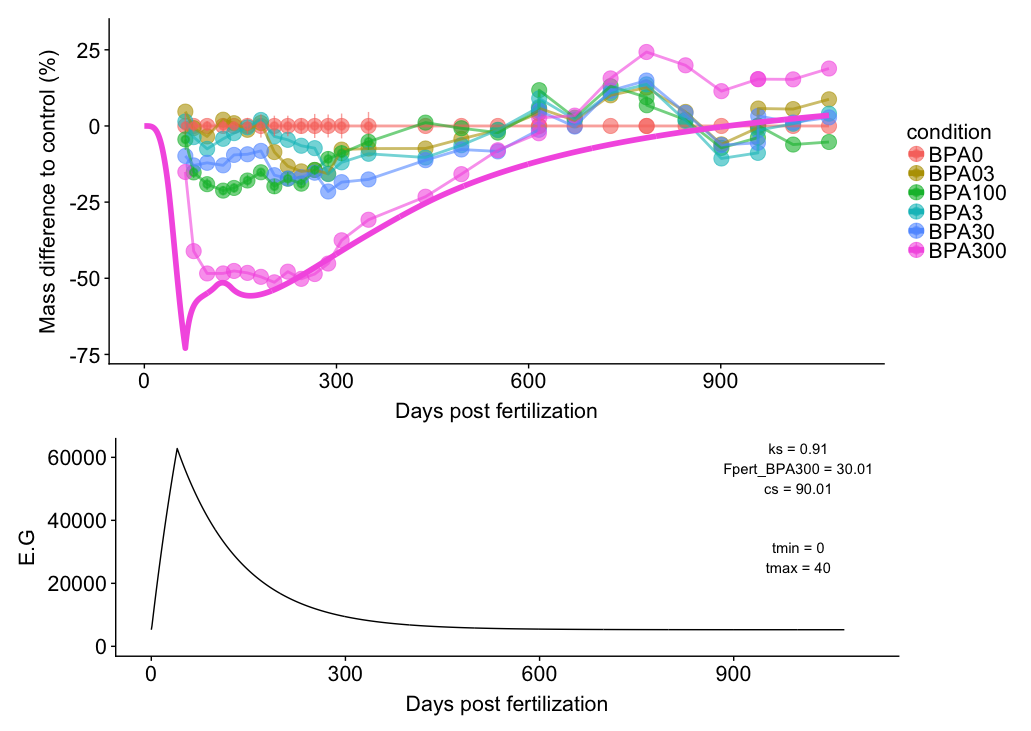 Mass difference to control (%)
25
0
-25
-50
-75
0 300 600 900
Days post fertilization
condition
BPA0
BPA03
BPA100
BPA3
BPA30
BPA300
E.G
60000
40000
20000
0
0 300 600 900
Days post fertilization
ks = 0.91
Fpert_BPA300 = 30.01
cs = 90.01
tmin = 0
tmax = 40